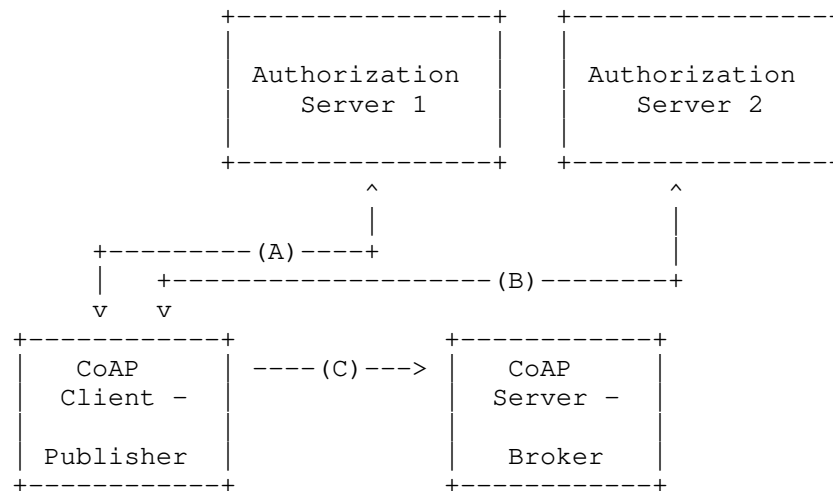 Authorization Authorization
Server 1 Server 2
(A)
(B)
v v
CoAP ----(C)---> CoAP
Client - Server -
Publisher Broker